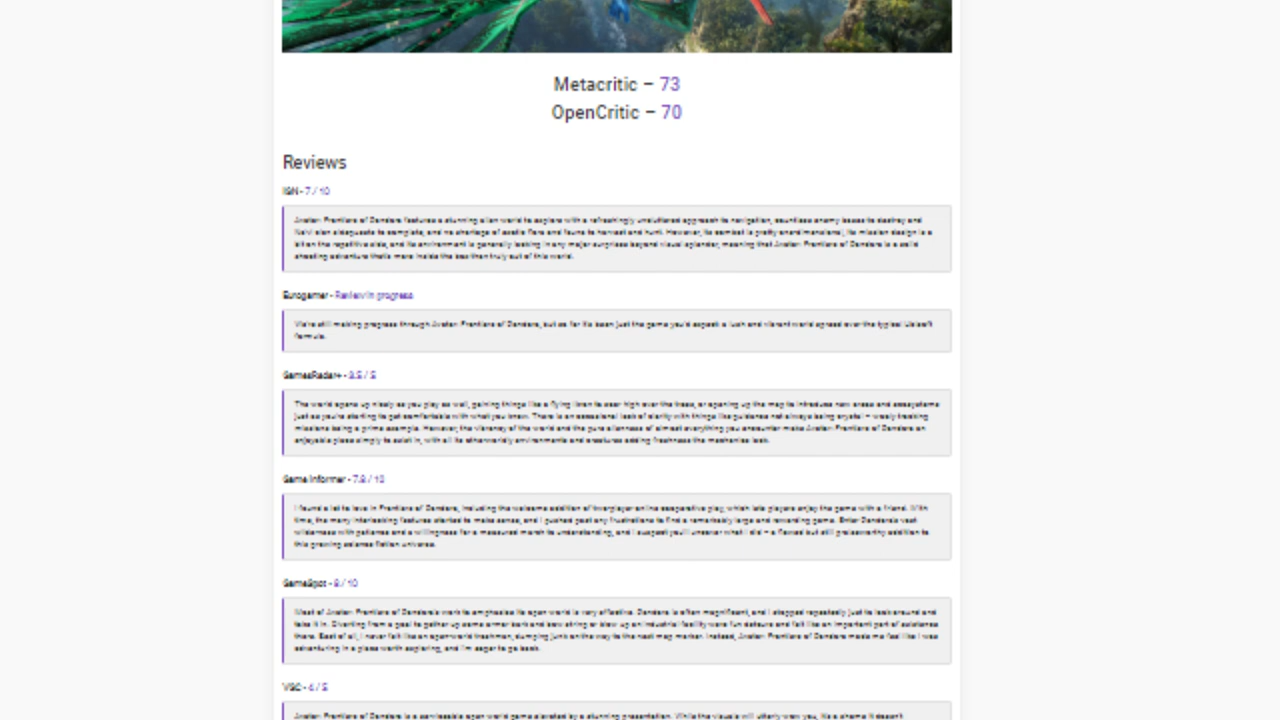 Metacritic – 73
OpenCritic – 70
Reviews
IGN - 7 / 10
Avatar: Frontiers of Pandora features a stunning alien world to explore with a refreshingly uncluttered approach to navigation, countless enemy bases to destroy and
Na'vi sidequests to complete, and no shortage of exotic flora and fauna to harvest and hunt. However, its combat is pretty one-dimensional, its mission design is a
bit on the repetitive side, and its environment is generally lacking in any major surprises beyond visual splendor, meaning that Avatar: Frontiers of Pandora is a solid
shooting adventure that's more inside the box than truly out of this world.
Eurogamer - Review in progress
We're still making progress through Avatar: Frontiers of Pandora, but so far it's been just the game you'd expect: a lush and vibrant world spread over the typical Ubisoft
formula.
GamesRadar+ - 3.5 / 5
The world opens up nicely as you play as well, gaining things like a flying ikran to soar high over the trees, or opening up the map to introduce new areas and ecosystems
just as you're starting to get comfortable with what you know. There is an occasional lack of clarity with things like guidance not always being crystal – weak tracking
missions being a prime example. However, the vibrancy of the world and the pure alienness of almost everything you encounter make Avatar: Frontiers of Pandora an
enjoyable place simply to exist in, with all its otherworldly environments and creatures adding freshness the mechanics lack.
Game Informer - / 10
I found a lot to love in Frontiers of Pandora, including the welcome addition of two-player online cooperative play, which lets players enjoy the game with a friend. With
time, the many interlocking features started to make sense, and I pushed past any frustrations to find a remarkably large and rewarding game. Enter Pandora's vast
wilderness with patience and a willingness for a measured march to understanding, and I suspect you'll uncover what I did – a flawed but still praiseworthy addition to
this growing science fiction universe.
GameSpot - 8 / 10
Most of Avatar: Frontiers of Pandora's work to emphasize its open world is very effective. Pandora is often magnificent, and I stopped repeatedly just to look around and
take it in. Diverting from a goal to gather up some armor bark and bow string or blow up an industrial facility were fun detours and felt like an important part of existence
there. Best of all, I never felt like an open-world treadmill, dumping junk on the way to the next map marker. Instead, Avatar: Frontiers of Pandora made me feel like I was
adventuring in a place worth exploring, and I'm eager to go back.
VGC - / 5
Avatar: Frontiers of Pandora is a serviceable open world game elevated by a stunning presentation. While the visuals will utterly wow you, it's a shame it doesn't